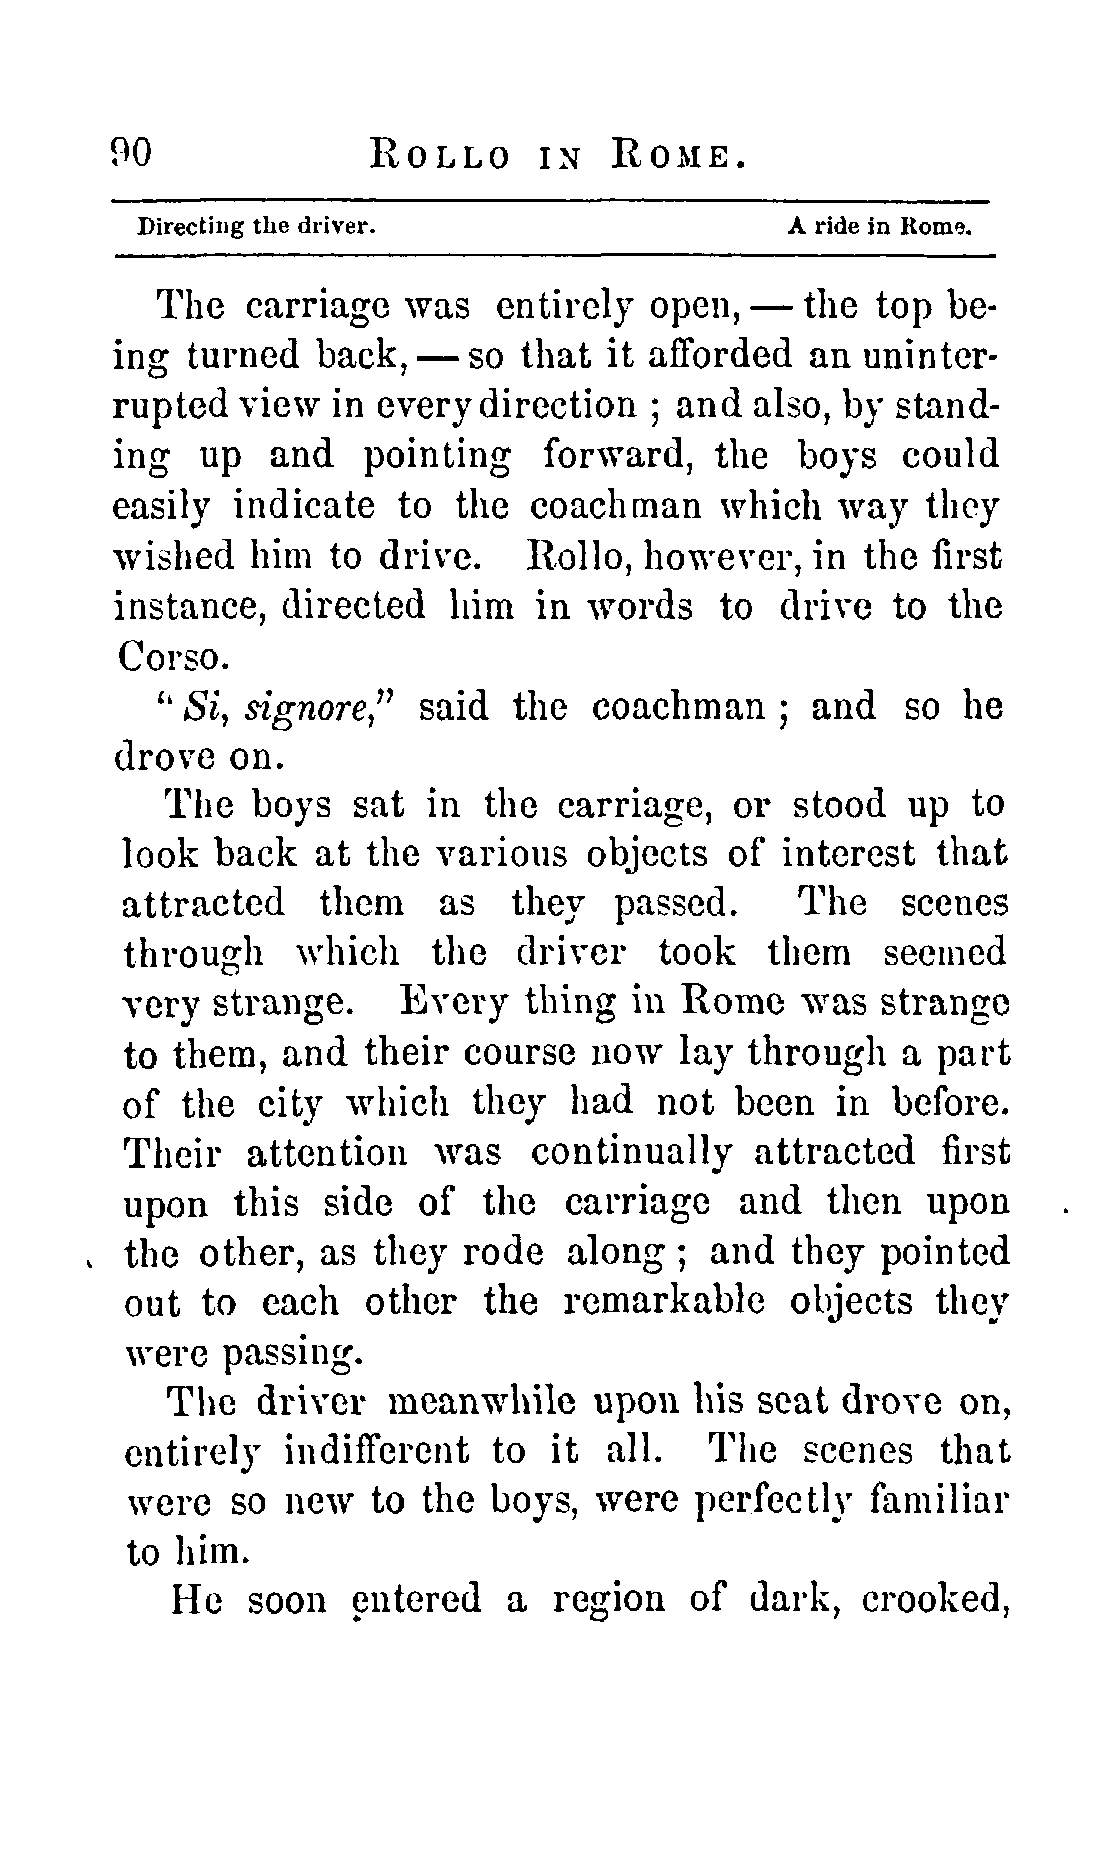 90 ROLLO IN ROME.
Directing the driver. A ride in Rome.
The carriage was entirely open, — the top be-
ing turned back, — so that it afforded an uninter-
rupted view in every direction ; and also, by stand-
ing up and pointing forward, the boys could
easily indicate to the coachman which way they
wished him to drive. Rollo, however, in the first
instance, directed him in words to drive to the
Corso.
“ Si, signore,” said the coachman ; and so he
drove on.
The boys sat in the carriage, or stood up to
look back at the various objects of interest that
attracted them as they passed. The scenes
through which the driver took them seemed
very strange. Every thing in Rome was strange
to them, and their course now lay through a part
of the city which they had not been in before.
Their attention was continually attracted first
upon this side of the carriage and then upon
the other, as they rode along ; and they pointed
out to each other the remarkable objects they
were passing.
The driver meanwhile upon his seat drove on,
entirely indifferent to it all. The scenes that
were so new to the boys, were perfectly familiar
to him.
He soon entered a region of dark, crooked,